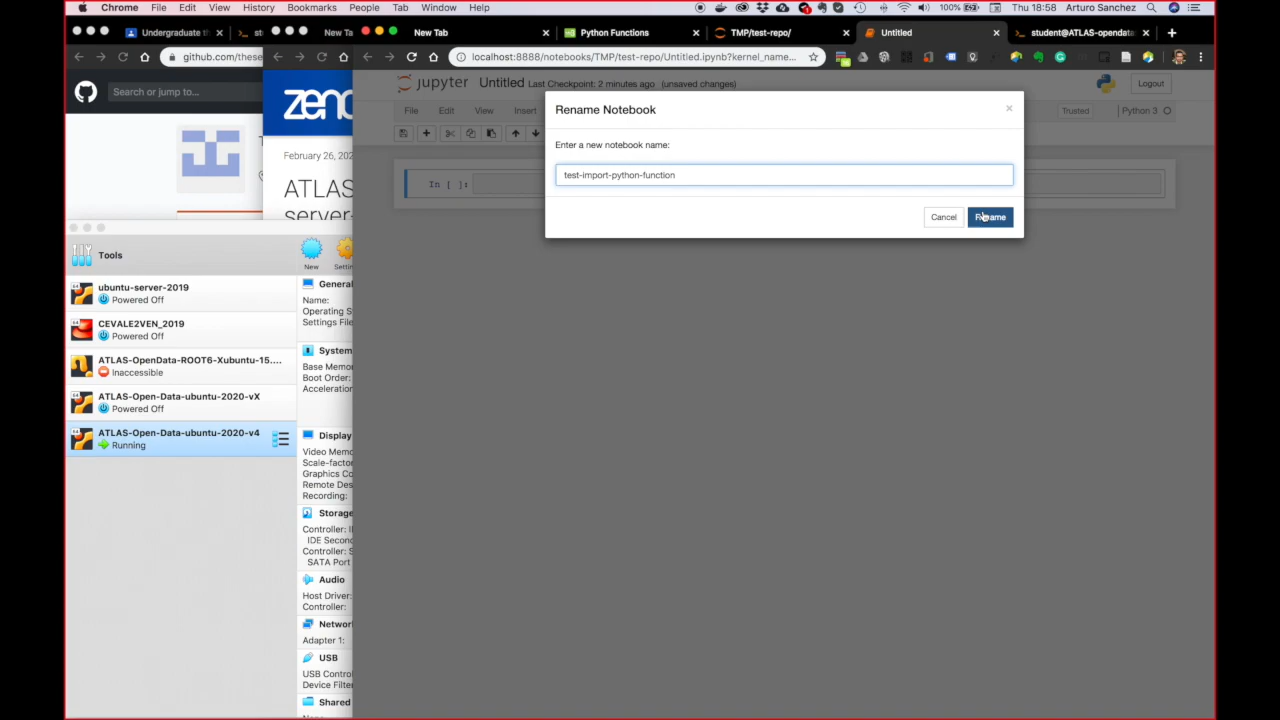 Chrome File Edit View History Bookmarks People Tab Window Help 100% Thu 18:58 Arturo Sanchez
Undergraduate New Tab Python Functions TMP/test-repo/ Untitled student@ATLAS-opendata
github.com/these localhost:8888/notebooks/TMP/test-repo/Untitled.ipynb?kernel_name...
Search or jump to...
jupyter Untitled Last Checkpoint: 2 minutes ago (unsaved changes) Logout
File Edit View Insert Trusted Python 3
In [ ]:
Rename Notebook
×
Enter a new notebook name:
test-import-python-function
Cancel Rename
February 26, 202
ATLAS
server-
Tools
New
ubuntu-server-2019
Powered Off
CEVALE2VEN_2019
Powered Off
ATLAS-OpenData-ROOT6-Xubuntu-15....
Inaccessible
ATLAS-Open-Data-ubuntu-2020-vX
Powered Off
ATLAS-Open-Data-ubuntu-2020-v4
Running
General
Name:
Operating S
Settings File
System
Base Memo
Boot Order:
Acceleration
Display
Video Memo
Scale-factor
Graphics Co
Remote Des
Recording:
Storage
Controller: I
IDE Second
Controller: S
SATA Port
Audio
Host Driver:
Controller:
Network
Adapter 1:
USB
USB Control
Device Filter
Shared